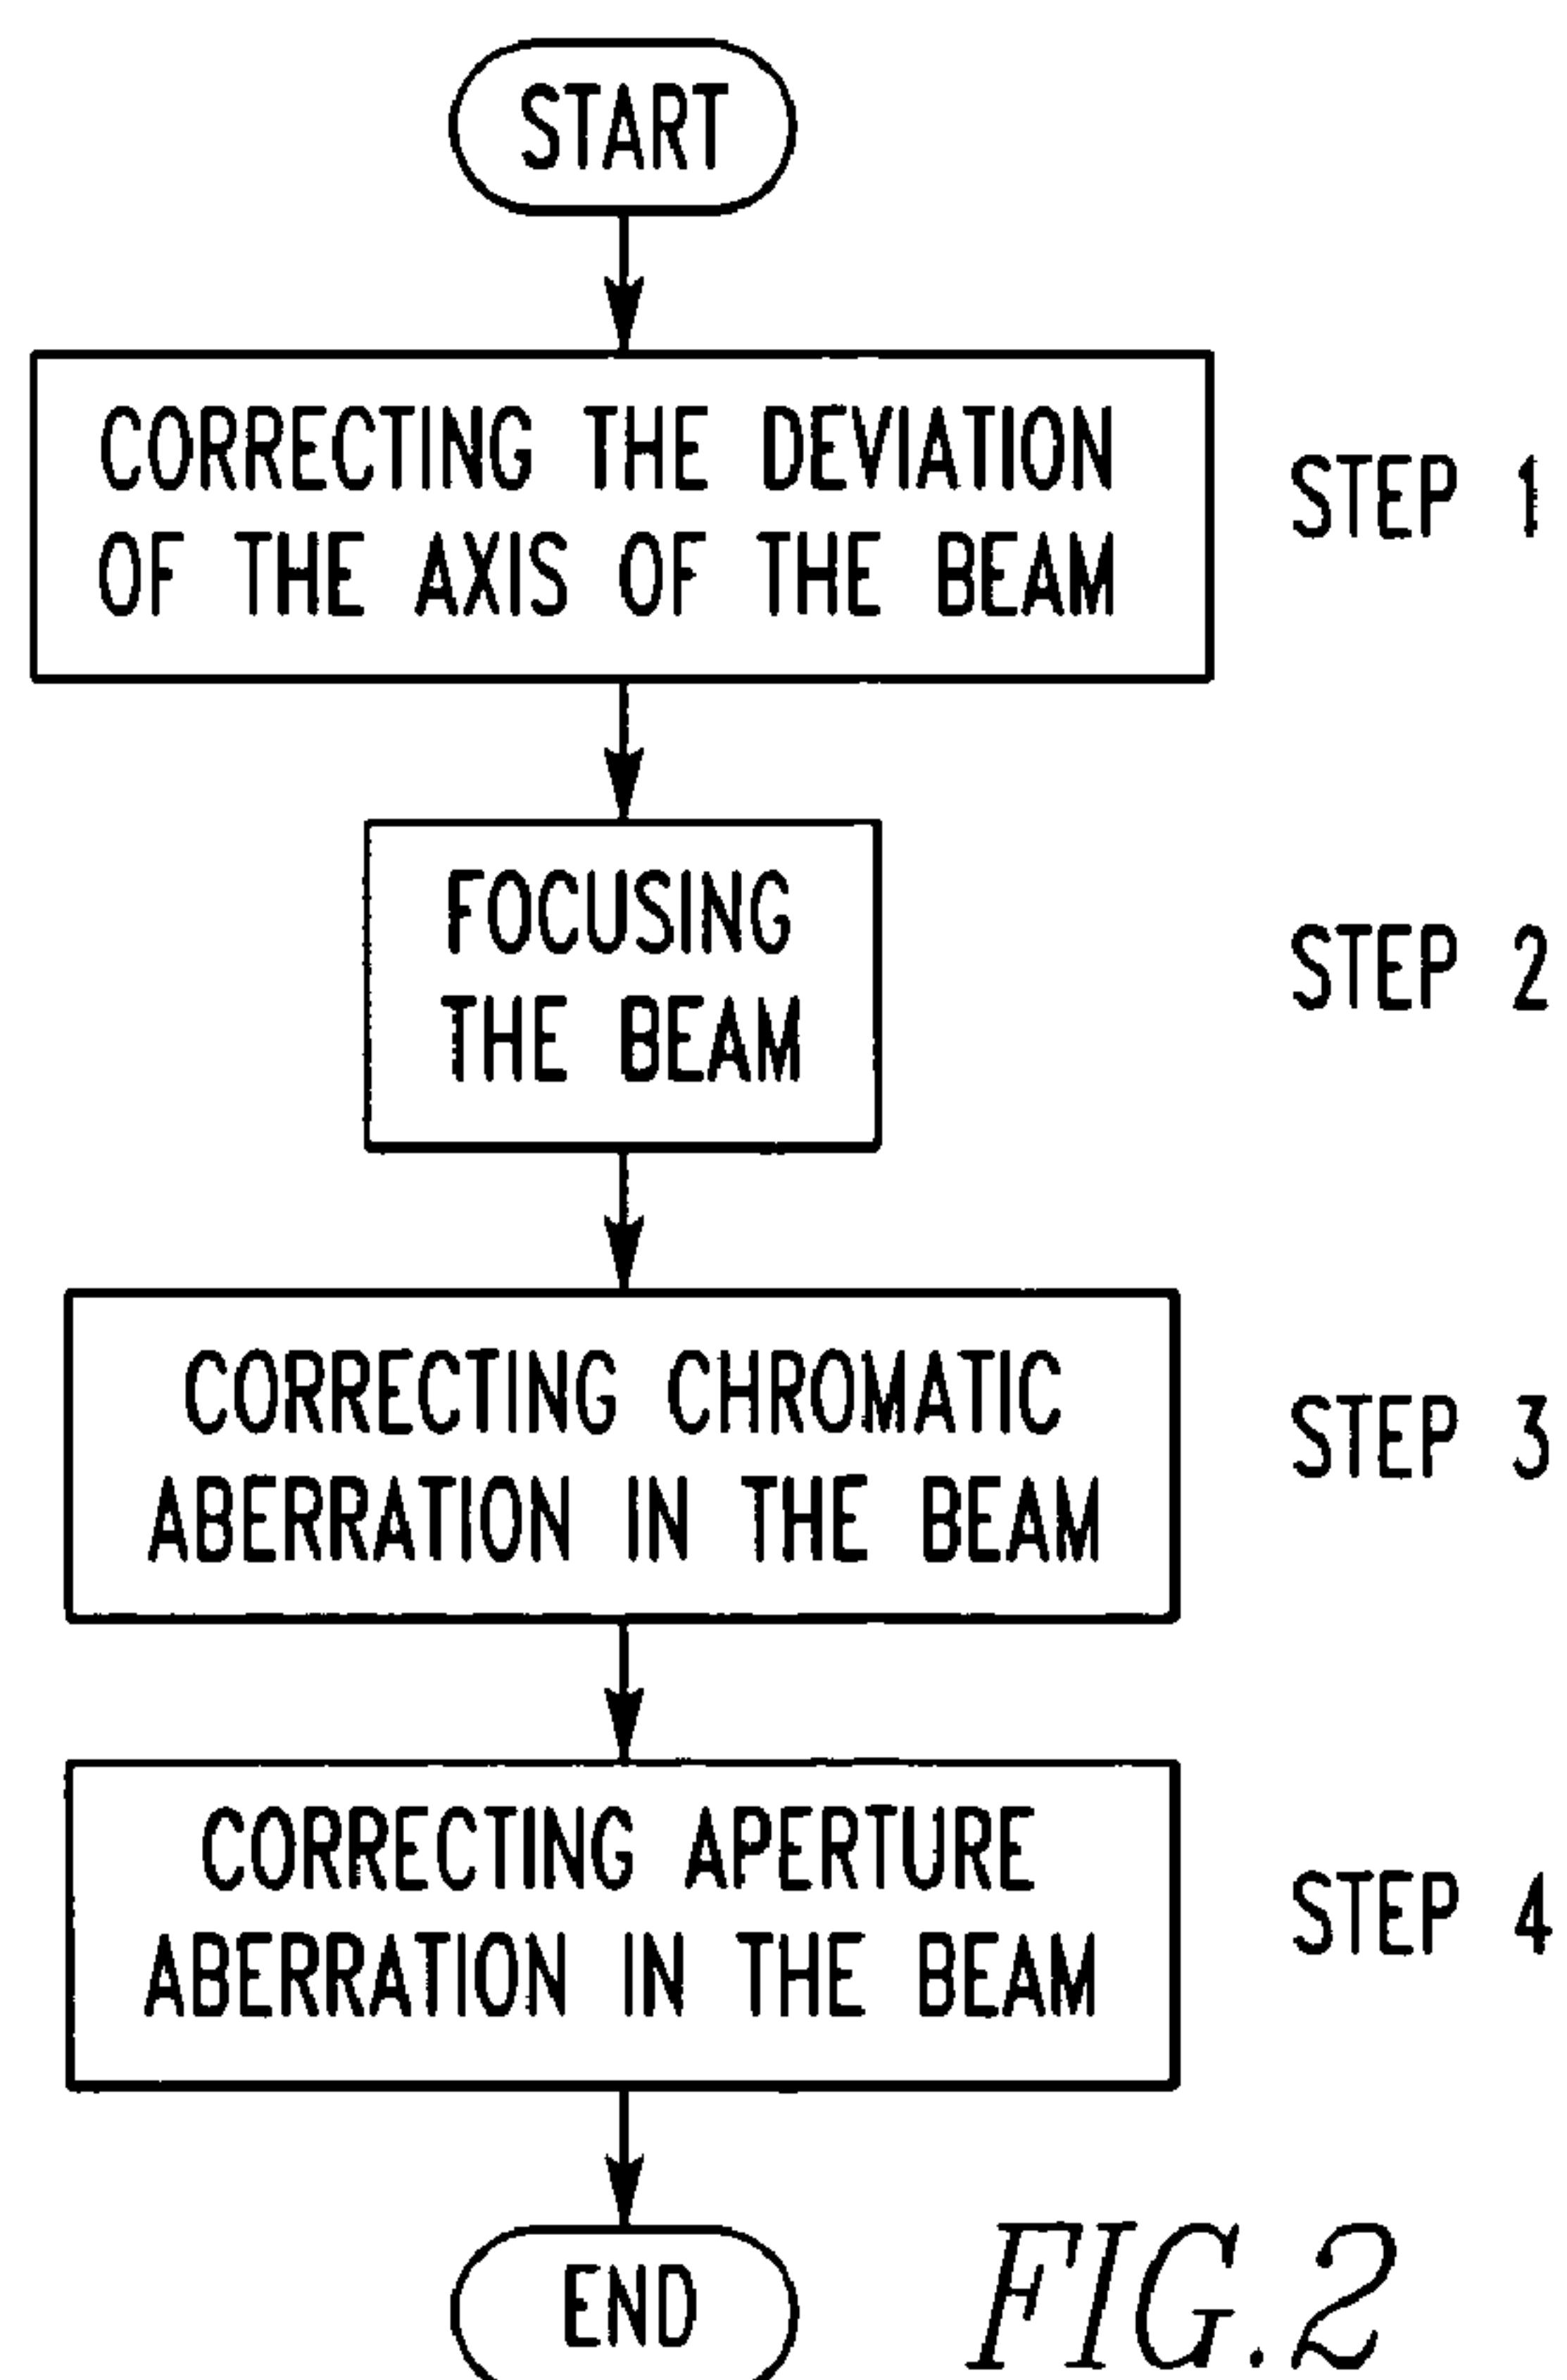 START
CORRECTING THE DEVIATION
OF THE AXIS OF THE BEAM
STEP 1
FOCUSING
THE BEAM
STEP 2
CORRECTING CHROMATIC
ABERRATION IN THE BEAM
STEP 3
CORRECTING APERTURE
ABERRATION IN THE BEAM
STEP 4
END
FIG.2